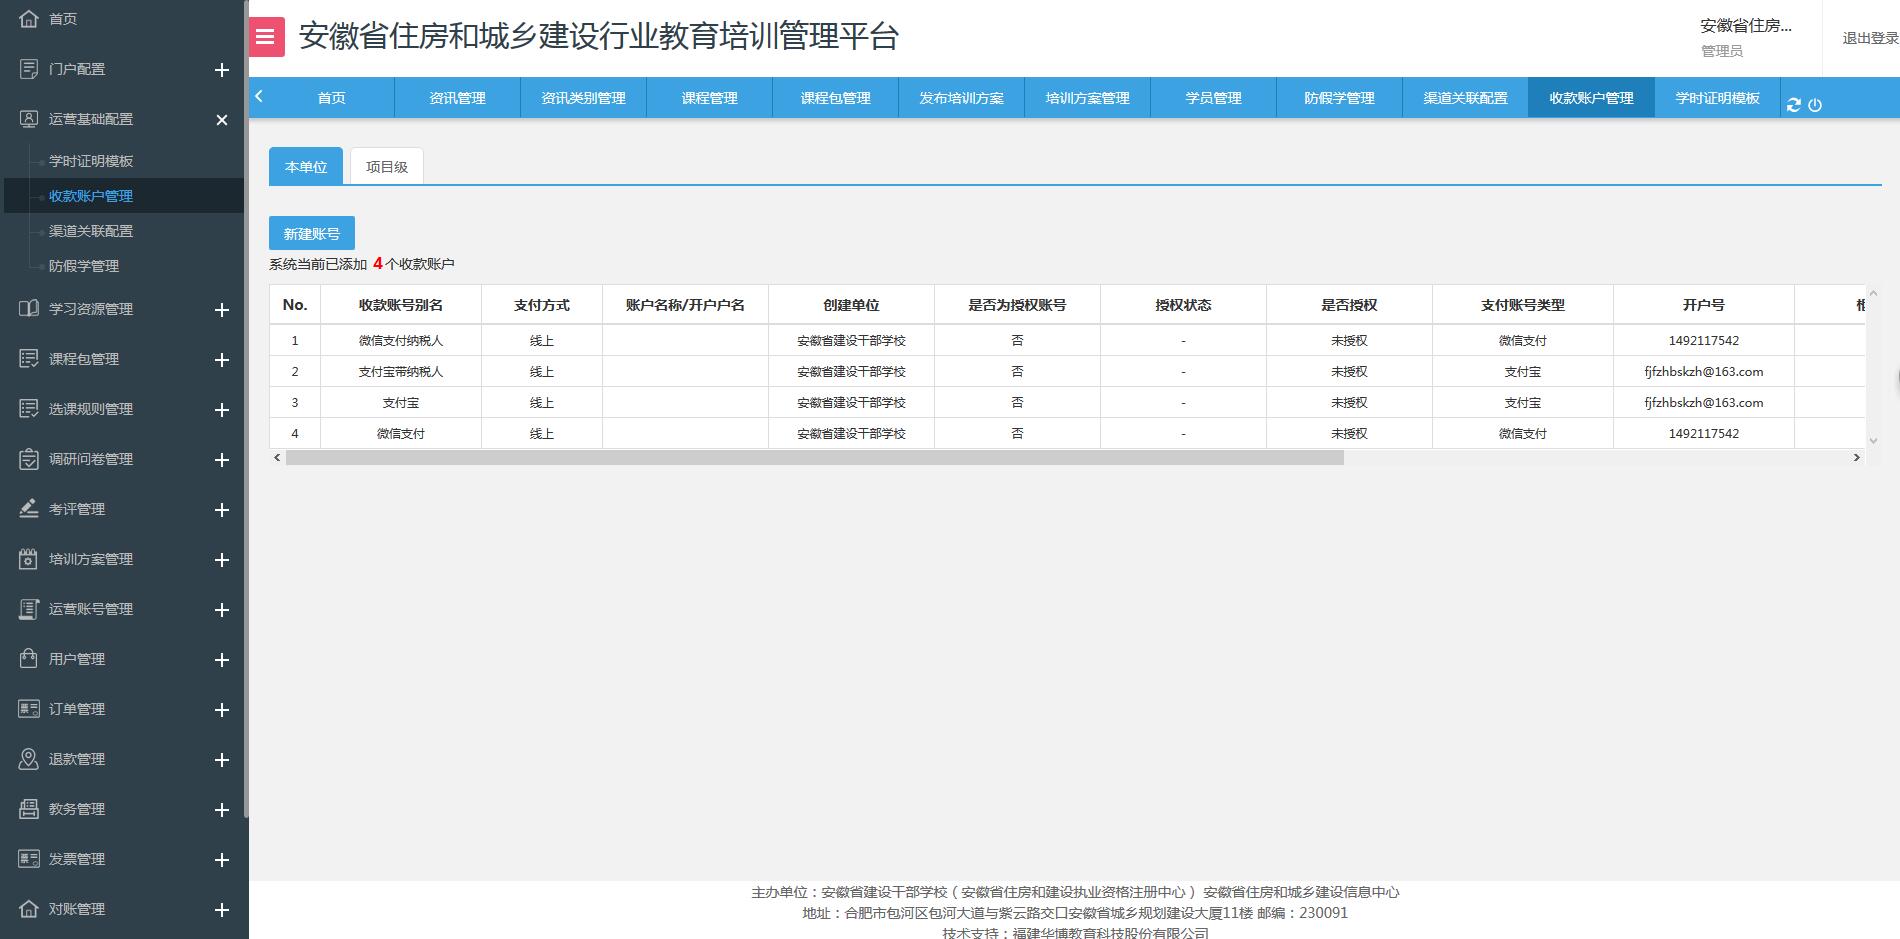 首页
门户配置
运营基础配置
学时证明模板
收款账户管理
渠道关联配置
防假学管理
学习资源管理
课程包管理
选课规则管理
调研问卷管理
考评管理
培训方案管理
运营账号管理
用户管理
订单管理
退款管理
教务管理
发票管理
对账管理
安徽省住房和城乡建设行业教育培训管理平台
安徽省住房...
管理员
退出登录
首页 资讯管理 资讯类别管理 课程管理 课程包管理 发布培训方案 培训方案管理 学员管理 防假学管理 渠道关联配置 收款账户管理 学时证明模板
本单位 项目级
新建账号
系统当前已添加 4 个收款账户
No. 收款账号别名 支付方式 账户名称/开户户名 创建单位 是否为授权账号 授权状态 是否授权 支付账号类型 开户号
1 微信支付纳税人 线上 安徽省建设干部学校 否 - 未授权 微信支付 1492117542
2 支付宝带纳税人 线上 安徽省建设干部学校 否 - 未授权 支付宝 fjfzhbskzh@163.com
3 支付宝 线上 安徽省建设干部学校 否 - 未授权 支付宝 fjfzhbskzh@163.com
4 微信支付 线上 安徽省建设干部学校 否 - 未授权 微信支付 1492117542
主办单位：安徽省建设干部学校（安徽省住房和建设执业资格注册中心） 安徽省住房和城乡建设信息中心
地址：合肥市包河区包河大道与紫云路交口安徽省城乡规划建设大厦11楼 邮编：230091
技术支持：福建华博教育科技股份有限公司